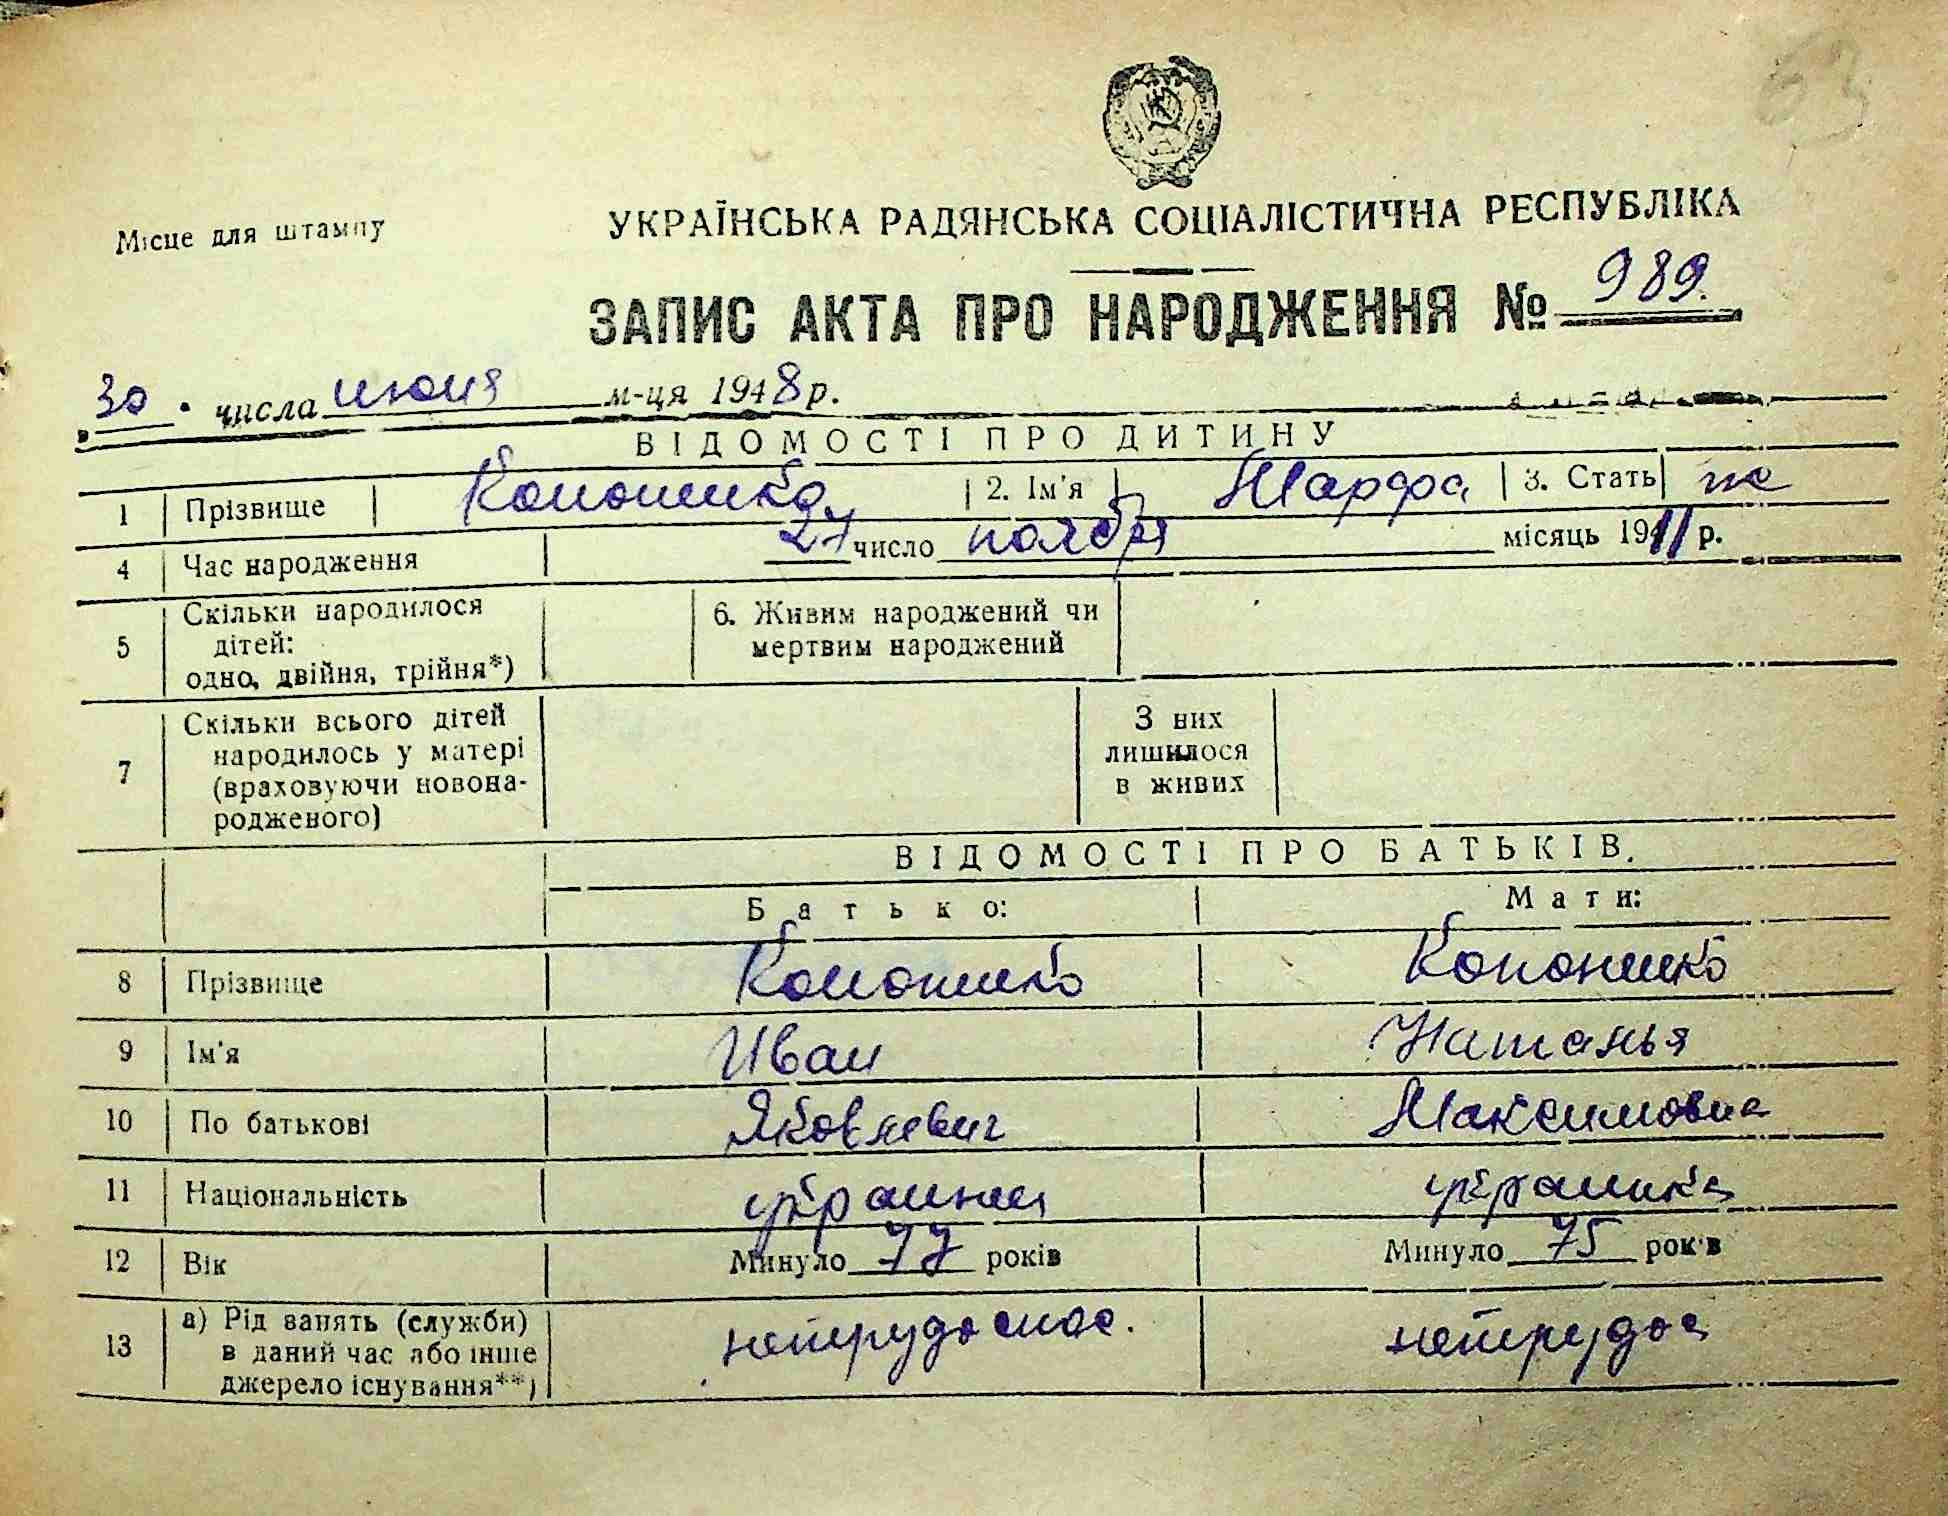 63
Місце для штампу
УКРАЇНСЬКА РАДЯНСЬКА СОЦІАЛІСТИЧНА РЕСПУБЛІКА
ЗАПИС АКТА ПРО НАРОДЖЕННЯ № 989.
30 числа июня м-ця 1948 р.
ВІДОМОСТІ ПРО ДИТИНУ
1 Прізвище Кононенко 2. Ім'я Марфа 3. Стать ж
4 Час народження 27 число ноября місяць 1911 р.
5 Скільки народилося дітей: одно, двійня, трійня*)
6. Живим народжений чи мертвим народжений
7 Скільки всього дітей народилось у матері (враховуючи новонародженого)
З них лишилося в живих
ВІДОМОСТІ ПРО БАТЬКІВ.
Батько: Мати:
8 Прізвище Кононенко Кононенко
9 Ім'я Иван Наталья
10 По батькові Яковлевич Максимовна
11 Національність украинец украинка
12 Вік Минуло 77 років Минуло 75 років
13 а) Рід занять (служби) в даний час або інше джерело існування**) нетрудоспос. нетрудос